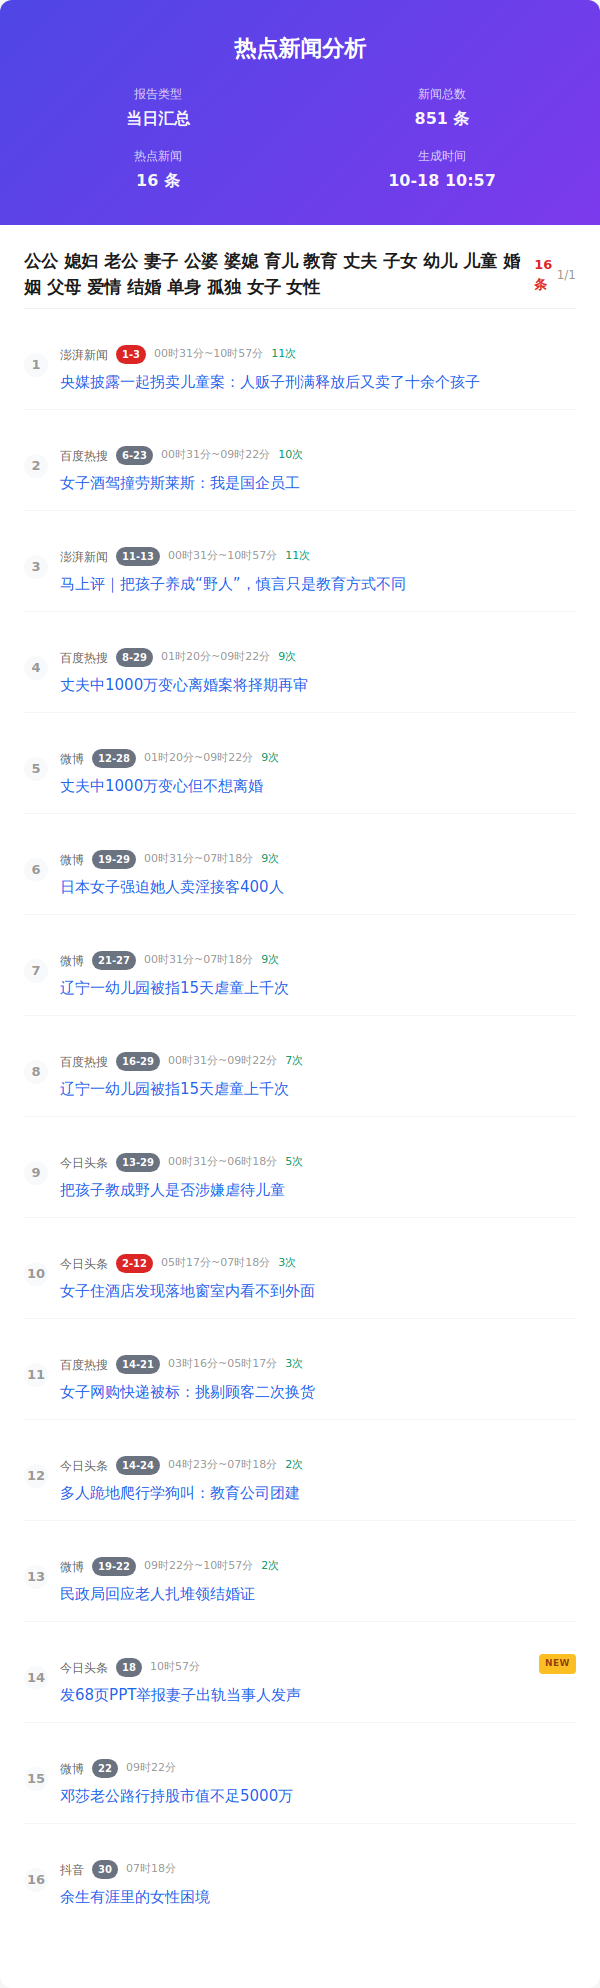 热点新闻分析
报告类型
新闻总数
当日汇总
851 条
热点新闻
生成时间
16 条
10-18 10:57
公公 媳妇 老公 妻子 公婆 婆媳 育儿 教育 丈夫 子女 幼儿 儿童 婚
姻 父母 爱情 结婚 单身 孤独 女子 女性
16
条
1/1
1
澎湃新闻 1-3 00时31分~10时57分 11次
央媒披露一起拐卖儿童案：人贩子刑满释放后又卖了十余个孩子
2
百度热搜 6-23 00时31分~09时22分 10次
女子酒驾撞劳斯莱斯：我是国企员工
3
澎湃新闻 11-13 00时31分~10时57分 11次
马上评｜把孩子养成“野人”，慎言只是教育方式不同
4
百度热搜 8-29 01时20分~09时22分 9次
丈夫中1000万变心离婚案将择期再审
5
微博 12-28 01时20分~09时22分 9次
丈夫中1000万变心但不想离婚
6
微博 19-29 00时31分~07时18分 9次
日本女子强迫她人卖淫接客400人
7
微博 21-27 00时31分~07时18分 9次
辽宁一幼儿园被指15天虐童上千次
8
百度热搜 16-29 00时31分~09时22分 7次
辽宁一幼儿园被指15天虐童上千次
9
今日头条 13-29 00时31分~06时18分 5次
把孩子教成野人是否涉嫌虐待儿童
10
今日头条 2-12 05时17分~07时18分 3次
女子住酒店发现落地窗室内看不到外面
11
百度热搜 14-21 03时16分~05时17分 3次
女子网购快递被标：挑剔顾客二次换货
12
今日头条 14-24 04时23分~07时18分 2次
多人跪地爬行学狗叫：教育公司团建
13
微博 19-22 09时22分~10时57分 2次
民政局回应老人扎堆领结婚证
14
今日头条 18 10时57分
NEW
发68页PPT举报妻子出轨当事人发声
15
微博 22 09时22分
邓莎老公路行持股市值不足5000万
16
抖音 30 07时18分
余生有涯里的女性困境